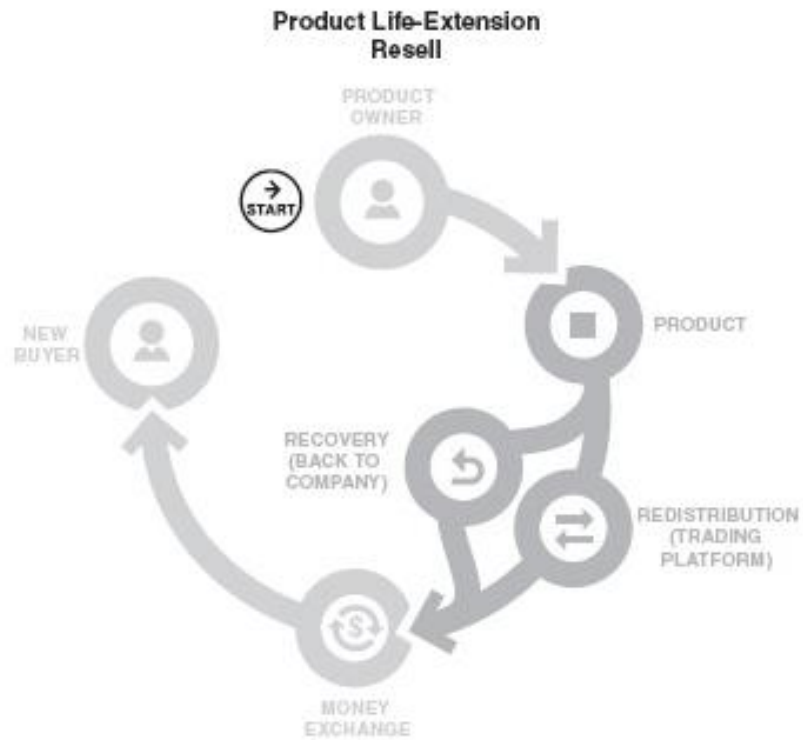 Product Life-Extension
Resell
PRODUCT
OWNER
START
PRODUCT
NEW
BUYER
RECOVERY
(BACK TO
COMPANY)
REDISTRIBUTION
(TRADING
PLATFORM)
$
MONEY
EXCHANGE